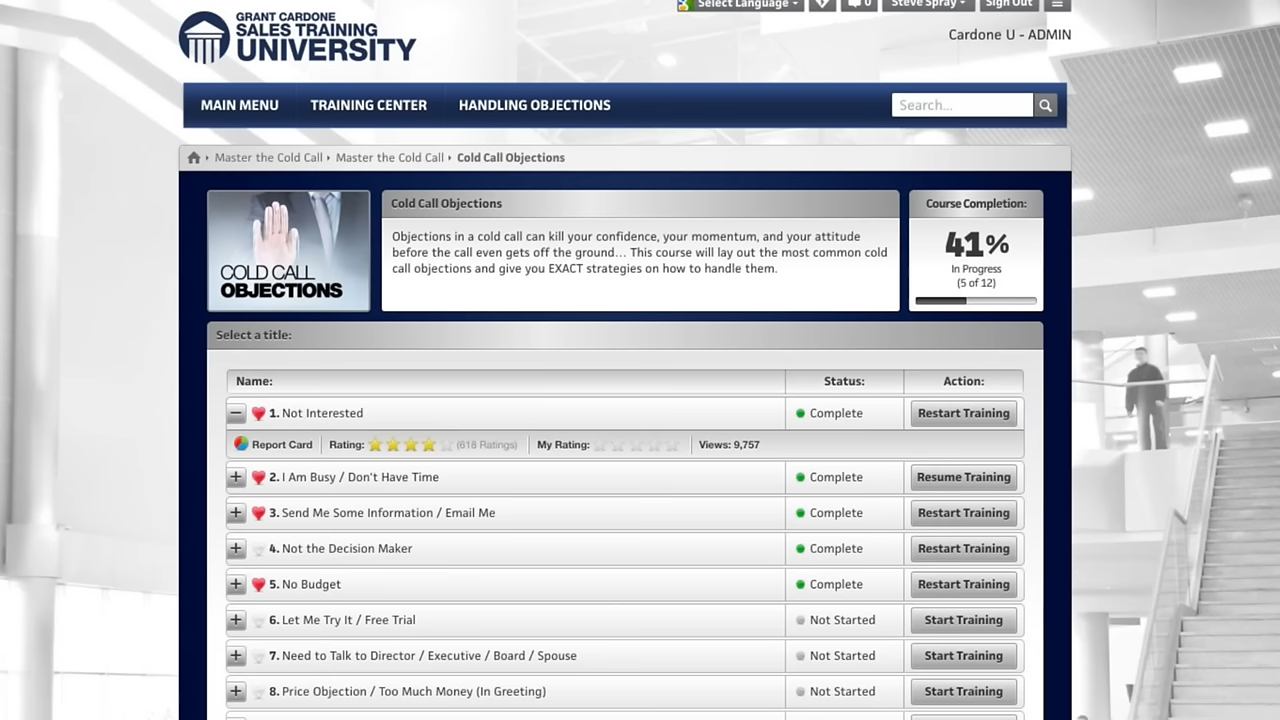 Select Language
0
Steve Spray
Sign Out
GRANT CARDONE
SALES TRAINING
UNIVERSITY
Cardone U - ADMIN
MAIN MENU
TRAINING CENTER
HANDLING OBJECTIONS
Search...
Master the Cold Call
Master the Cold Call
Cold Call Objections
COLD CALL
OBJECTIONS
Cold Call Objections
Objections in a cold call can kill your confidence, your momentum, and your attitude
before the call even gets off the ground... This course will lay out the most common cold
call objections and give you EXACT strategies on how to handle them.
Course Completion:
41%
In Progress
(5 of 12)
Select a title:
Name: Status: Action:
1. Not Interested Complete Restart Training
Report Card Rating: (618 Ratings) My Rating: Views: 9,757
2. I Am Busy / Don't Have Time Complete Resume Training
3. Send Me Some Information / Email Me Complete Restart Training
4. Not the Decision Maker Complete Restart Training
5. No Budget Complete Restart Training
6. Let Me Try It / Free Trial Not Started Start Training
7. Need to Talk to Director / Executive / Board / Spouse Not Started Start Training
8. Price Objection / Too Much Money (In Greeting) Not Started Start Training